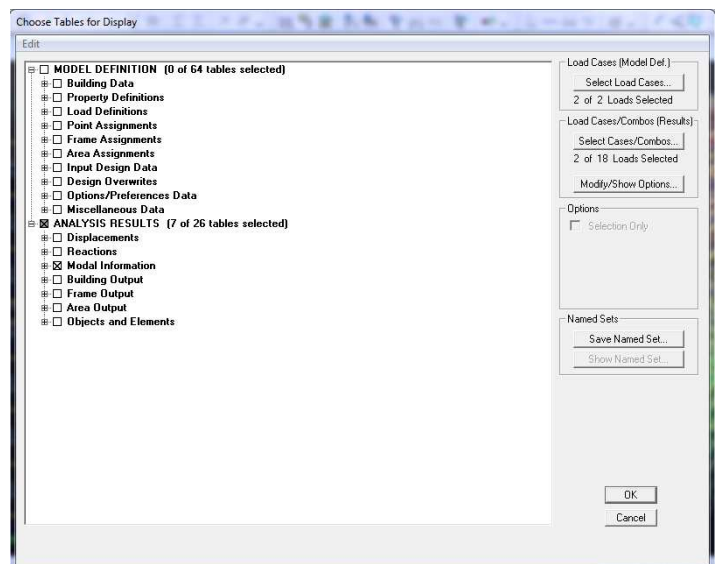 Choose Tables for Display
Edit
MODEL DEFINITION (0 of 64 tables selected)
Building Data
Property Definitions
Load Definitions
Point Assignments
Frame Assignments
Area Assignments
Input Design Data
Design Overwrites
Options/Preferences Data
Miscellaneous Data
ANALYSIS RESULTS (7 of 26 tables selected)
Displacements
Reactions
Modal Information
Building Output
Frame Output
Area Output
Objects and Elements
Load Cases (Model Def.)
Select Load Cases...
2 of 2 Loads Selected
Load Cases/Combos (Results)
Select Cases/Combos...
2 of 18 Loads Selected
Modify/Show Options...
Options
Selection Only
Named Sets
Save Named Set...
Show Named Set...
OK
Cancel